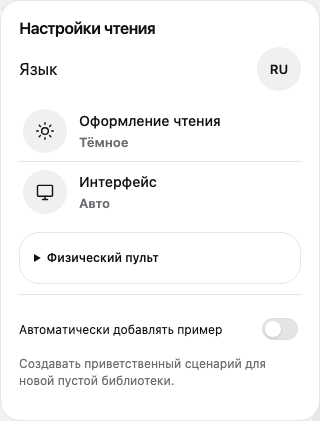 Настройки чтения
Язык
RU
Оформление чтения
Тёмное
Интерфейс
Авто
Физический пульт
Автоматически добавлять пример
Создавать приветственный сценарий для
новой пустой библиотеки.